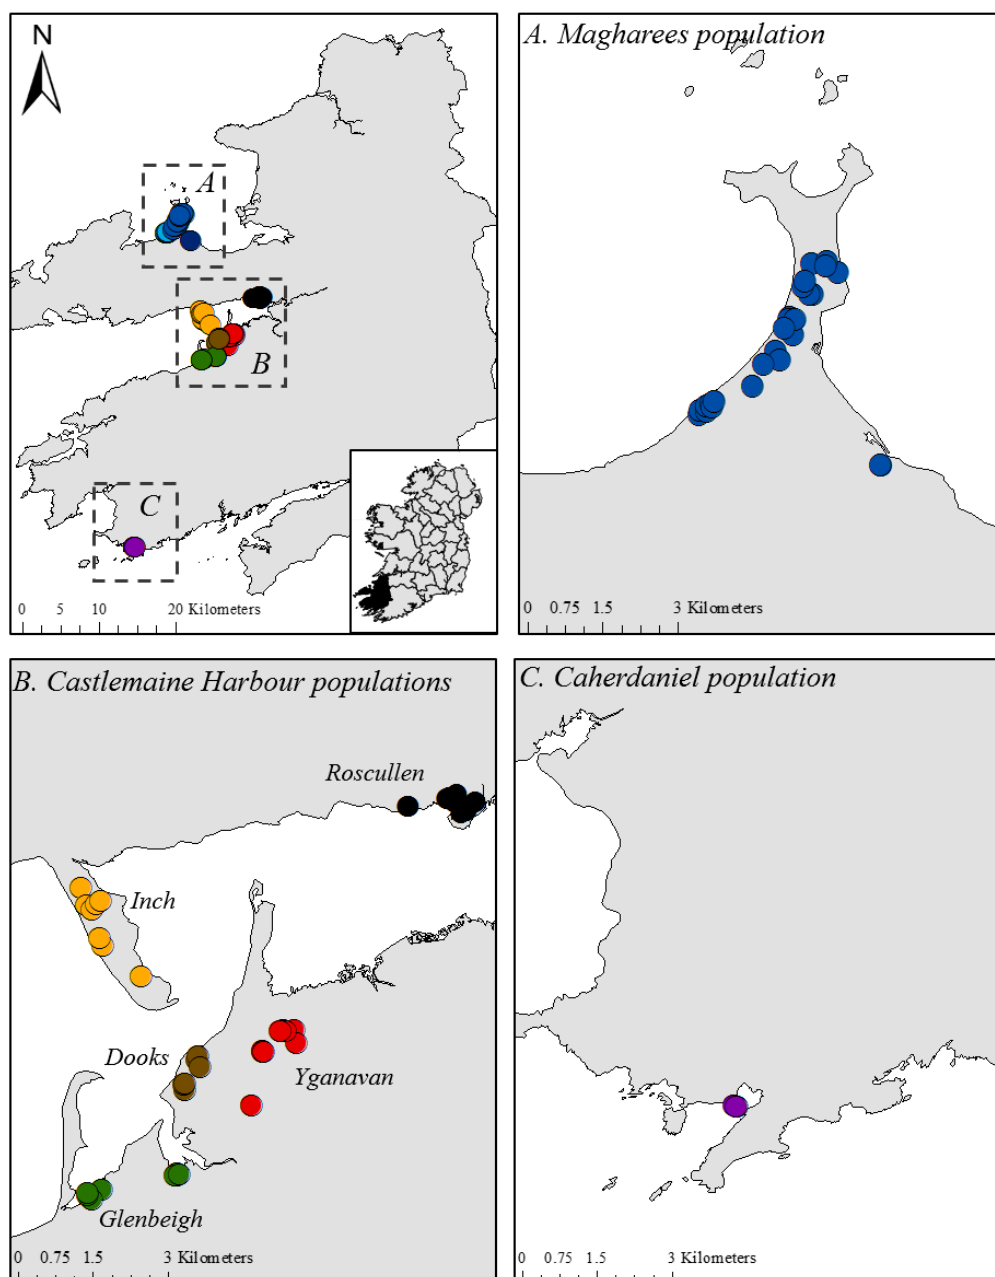 N
A
B
C
0 5 10 20 Kilometers
A. Magharees population
0 0.75 1.5 3 Kilometers
B. Castlemaine Harbour populations
Roscullen
Inch
Dooks
Yganavan
Glenbeigh
0 0.75 1.5 3 Kilometers
C. Caherdaniel population
0 0.75 1.5 3 Kilometers